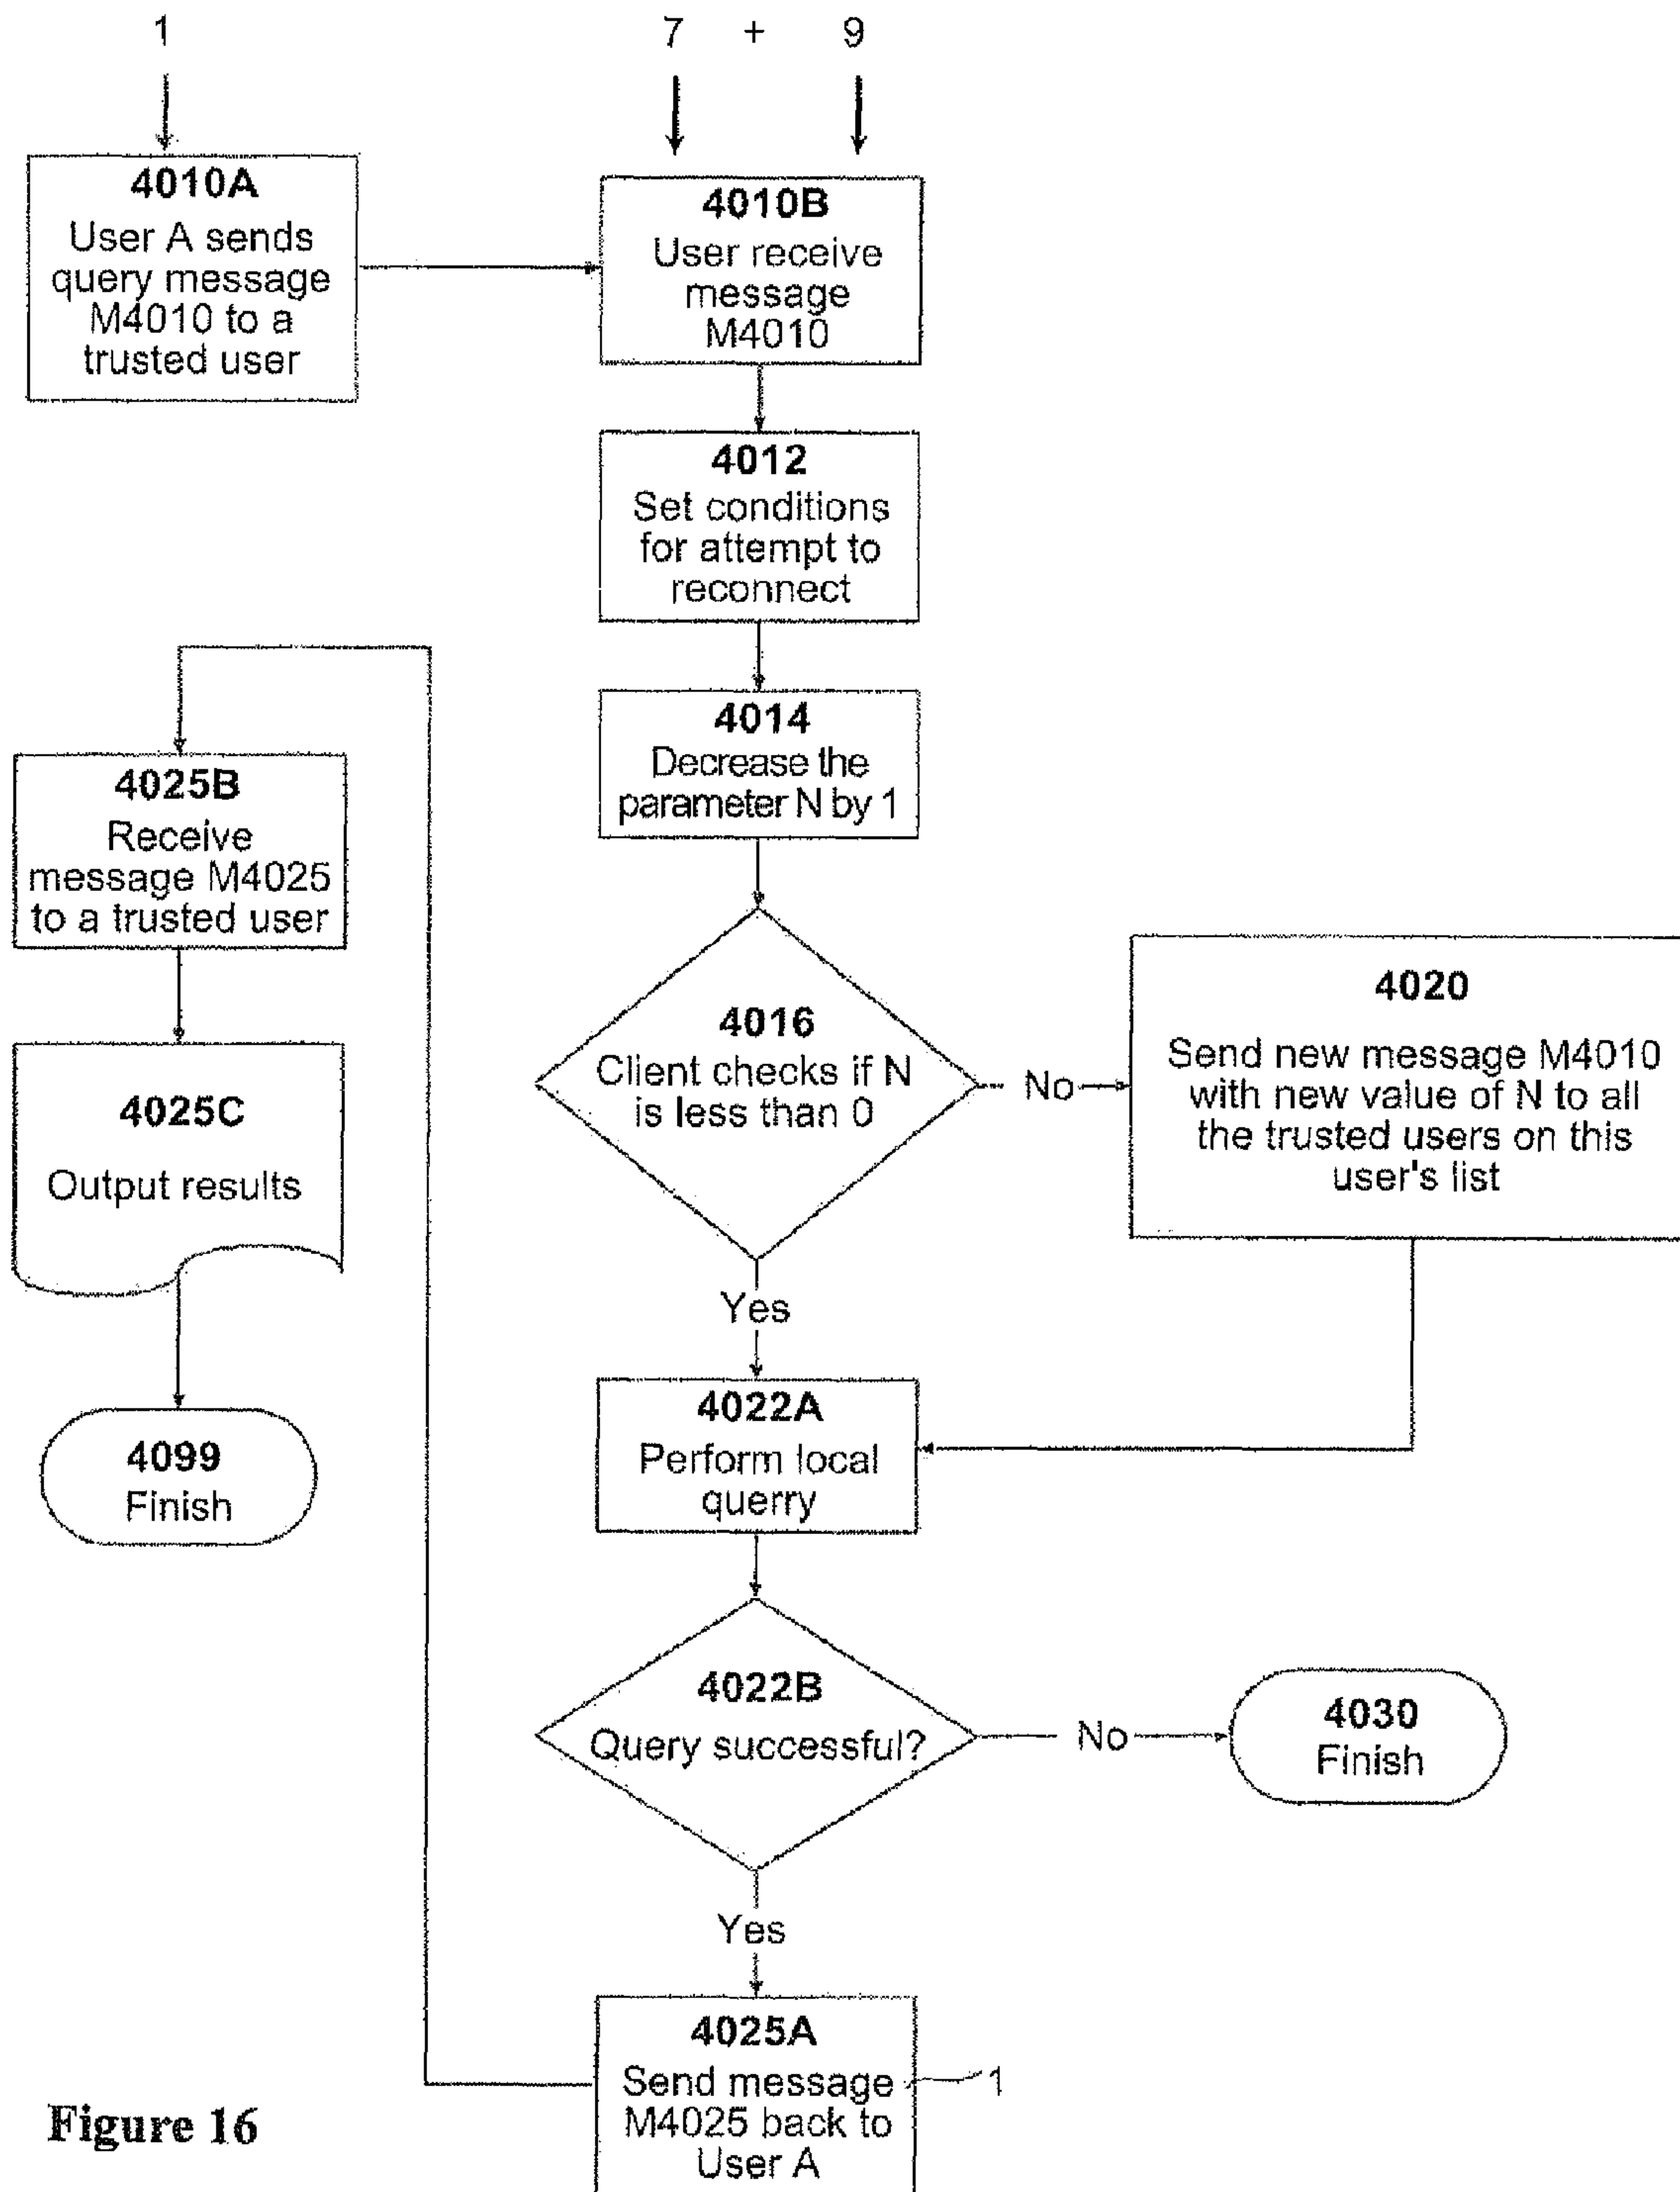 1
7 + 9
4010A
User A sends
query message
M4010 to a
trusted user
4010B
User receive
message
M4010
4012
Set conditions
for attempt to
reconnect
4014
Decrease the
parameter N by 1
4025B
Receive
message M4025
to a trusted user
4016
Client checks if N
is less than 0
No
4020
Send new message M4010
with new value of N to all
the trusted users on this
user's list
4025C
Output results
Yes
4022A
Perform local
querry
4099
Finish
4022B
Query successful?
No
4030
Finish
Yes
4025A
Send message
M4025 back to
User A
1
Figure 16